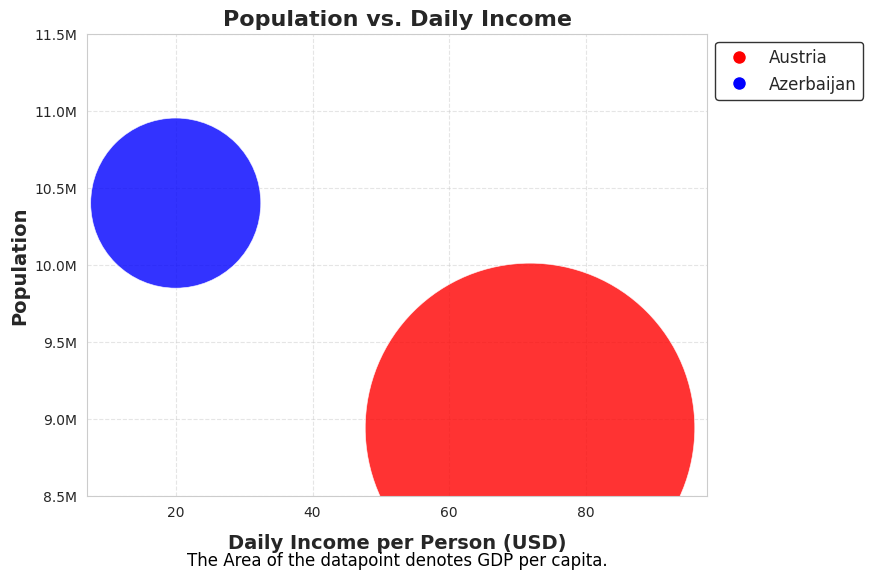 Population vs. Daily Income
11.5M
11.0M
10.5M
10.0M
9.5M
9.0M
8.5M
Population
20
40
60
80
Daily Income per Person (USD)
The Area of the datapoint denotes GDP per capita.
Austria
Azerbaijan